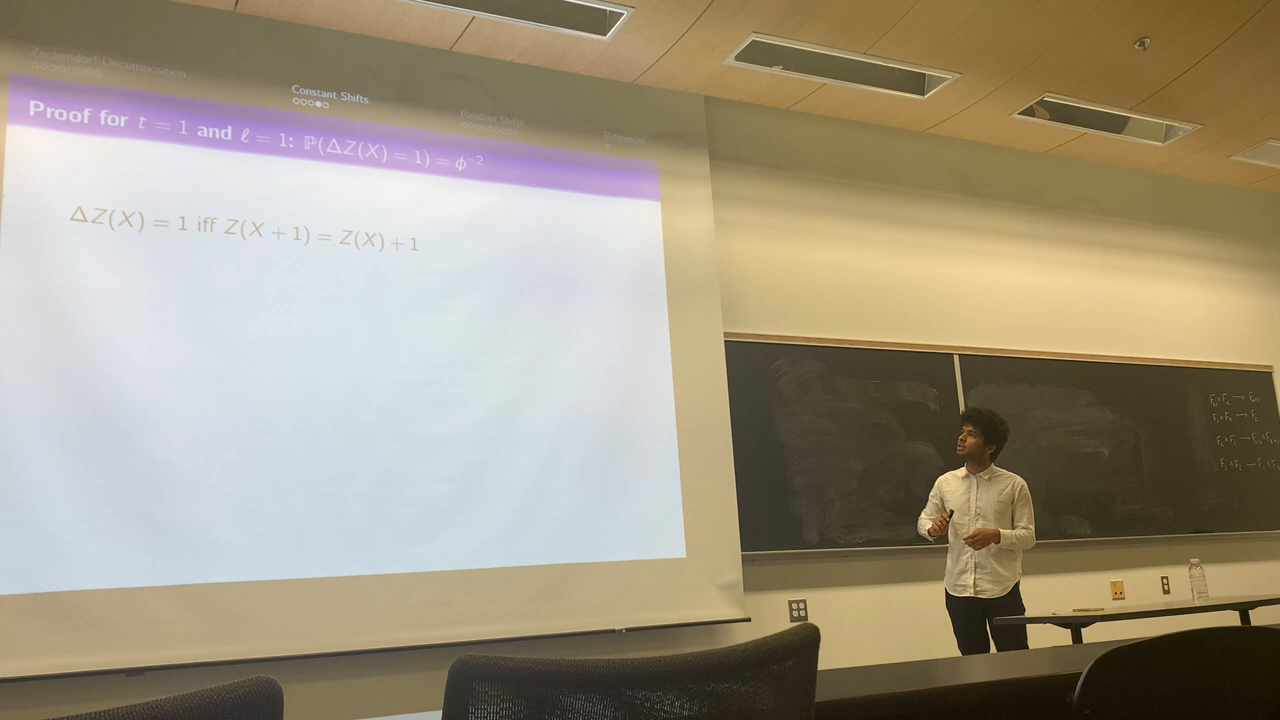 Zeckendorf Decomposition
Constant Shifts
Random Shifts
References
Proof for t = 1 and ℓ = 1: ℙ(ΔZ(X) = 1) = ϕ⁻²
ΔZ(X) = 1 iff Z(X + 1) = Z(X) + 1